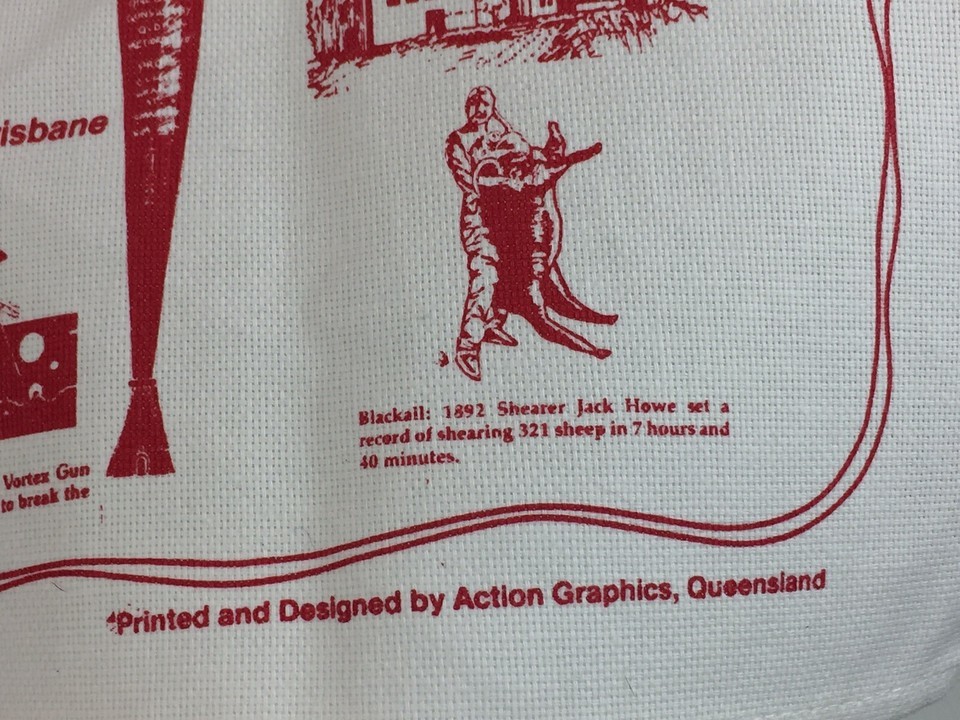 isbane
Vortex Gun
to break the
Blackall: 1892 Shearer Jack Howe set a
record of shearing 321 sheep in 7 hours and
40 minutes.
Printed and Designed by Action Graphics, Queensland